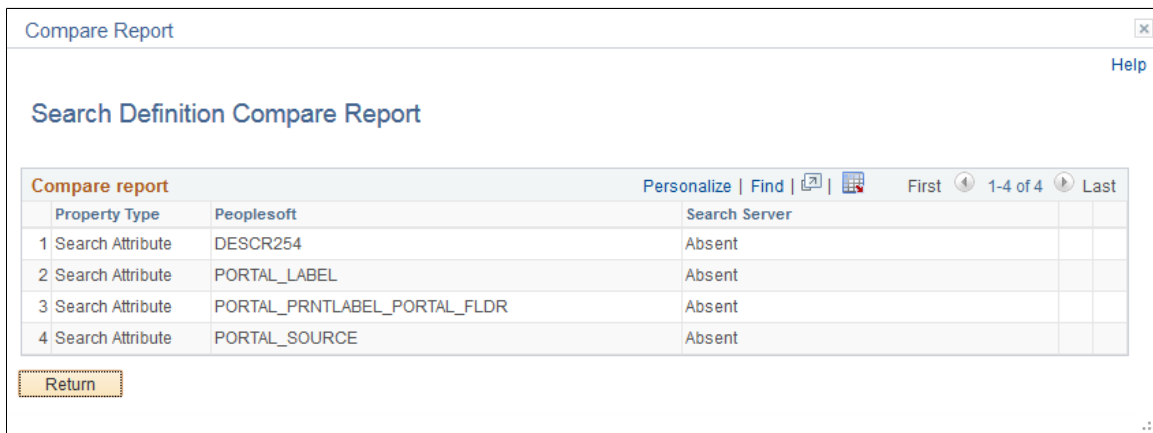 Compare Report
Help
Search Definition Compare Report
Compare report Personalize | Find | | First 1-4 of 4 Last
Property Type Peoplesoft Search Server
1 Search Attribute DESCR254 Absent
2 Search Attribute PORTAL_LABEL Absent
3 Search Attribute PORTAL_PRNTLABEL_PORTAL_FLDR Absent
4 Search Attribute PORTAL_SOURCE Absent
Return